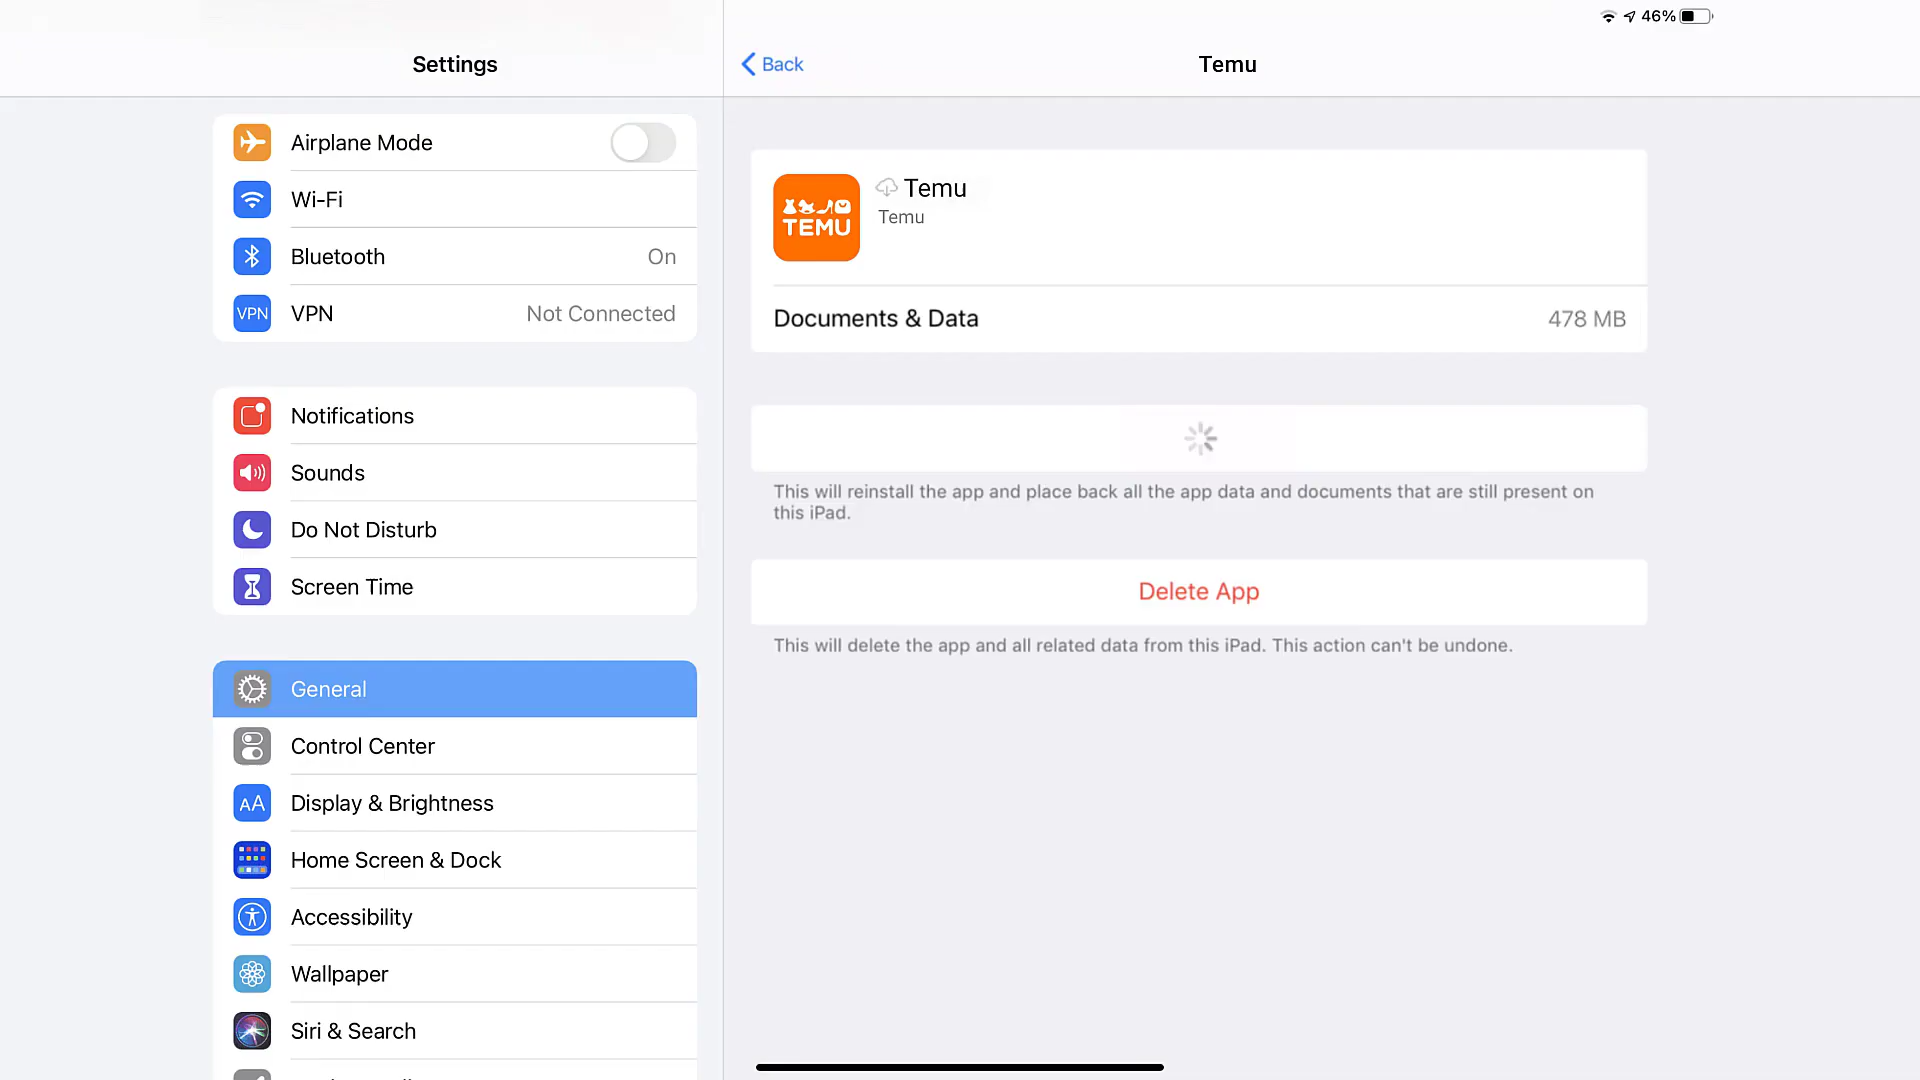 46%
Settings
Back
Temu
Airplane Mode
Wi-Fi
Bluetooth On
VPN VPN Not Connected
Notifications
Sounds
Do Not Disturb
Screen Time
General
Control Center
AA Display & Brightness
Home Screen & Dock
Accessibility
Wallpaper
Siri & Search
TEMU
Temu
Temu
Documents & Data 478 MB
This will reinstall the app and place back all the app data and documents that are still present on
this iPad.
Delete App
This will delete the app and all related data from this iPad. This action can't be undone.